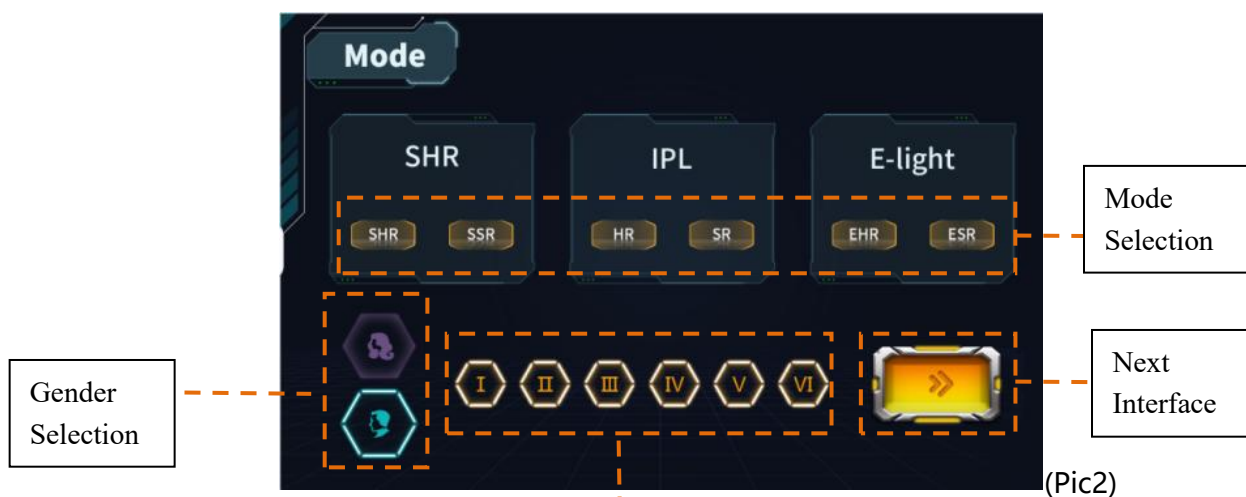 Mode
SHR
IPL
E-light
SHR
SSR
HR
SR
EHR
ESR
Mode
Selection
I
II
III
IV
V
VI
Gender
Selection
Next
Interface
(Pic2)